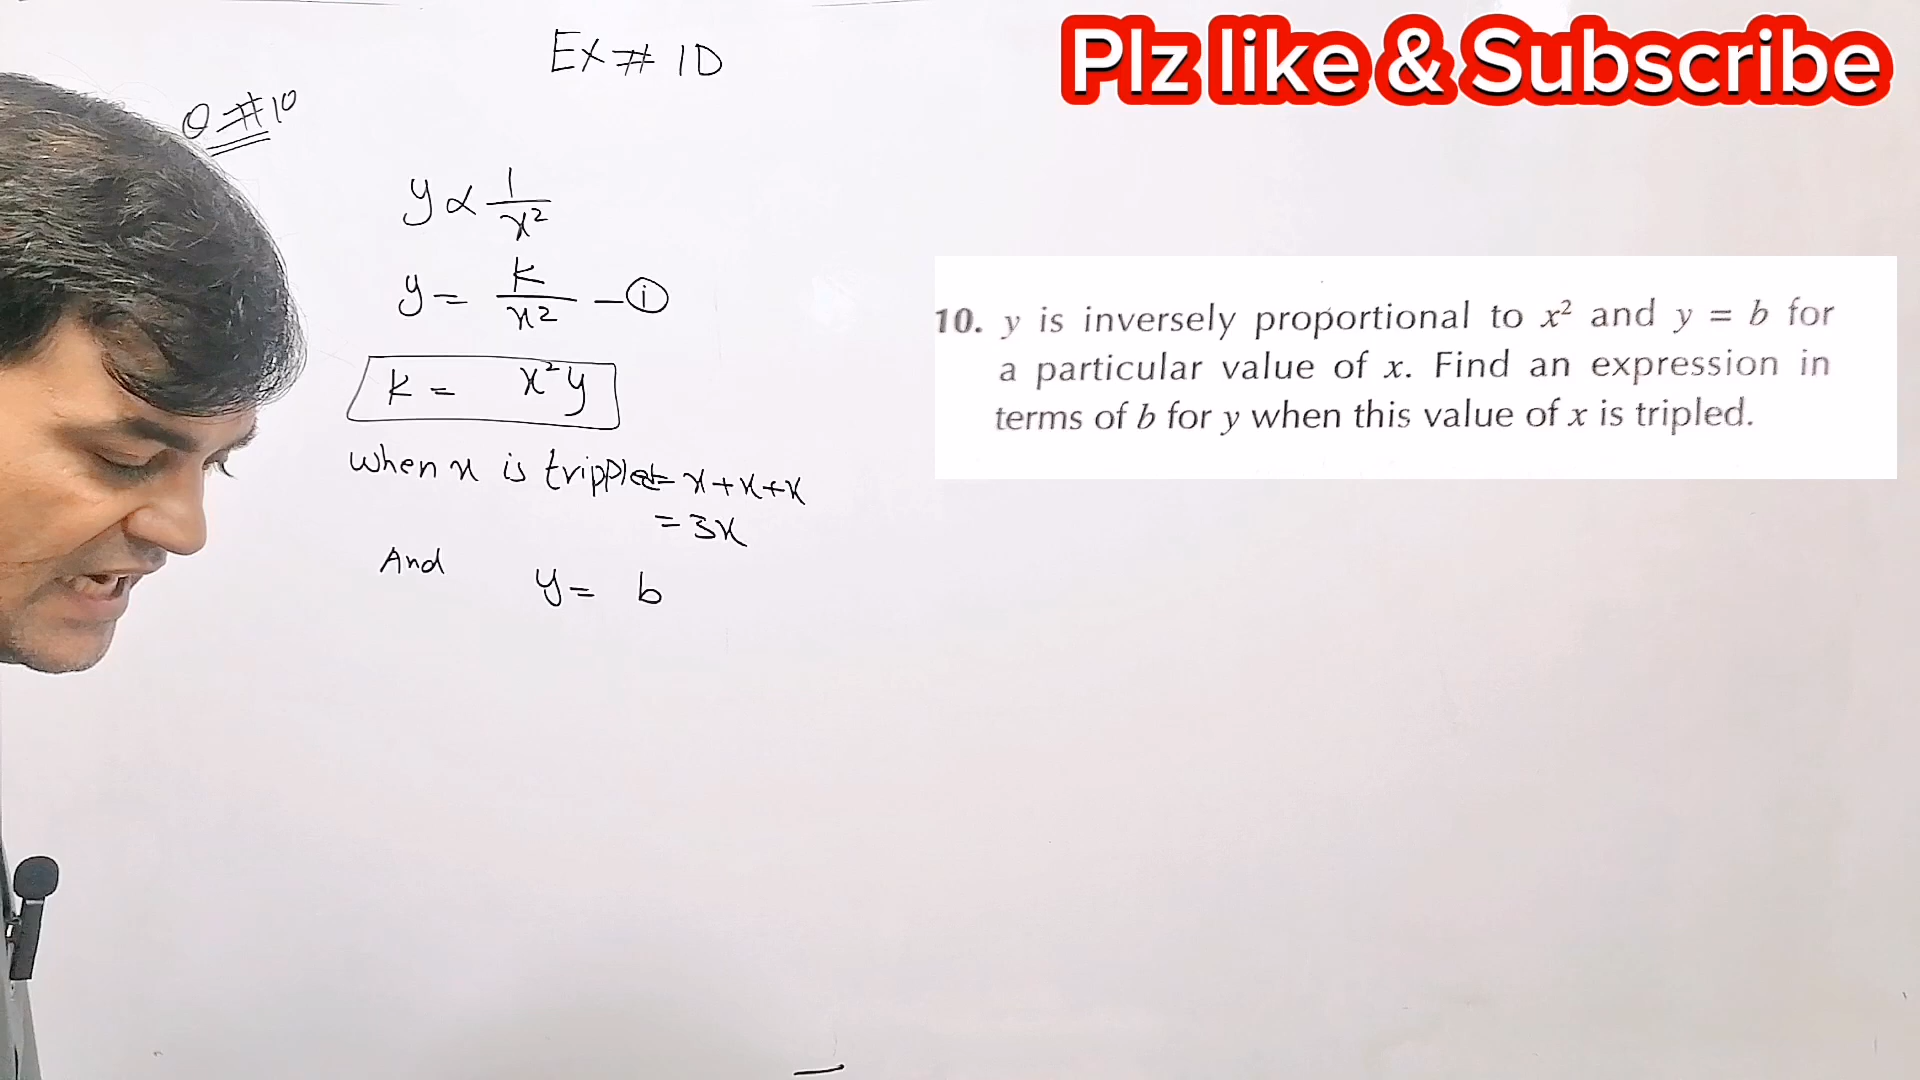 Ex # 1D
Plz like & Subscribe
Q #10
y ∝ 1/x²
y = k/x² — ⓘ
k = x²y
when x is tripplet = x+x+x
= 3x
And y = b
10. y is inversely proportional to x² and y = b for
a particular value of x. Find an expression in
terms of b for y when this value of x is tripled.